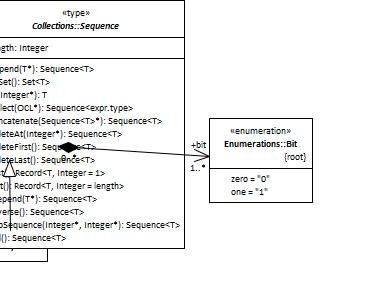 «type»
Collections::Sequence
ngth: Integer
pend(T*): Sequence<T>
Set(): Set<T>
Integer*): T
lect(OCL*): Sequence<expr.type>
ncatenate(Sequence<T>*): Sequence<T>
leteAt(Integer*): Sequence<T>
leteFirst(): Sequence<T>
leteLast(): Sequence<T>
0..*
Record<T, Integer = 1>
t(): Record<T, Integer = length>
epend(T*): Sequence<T>
verse(): Sequence<T>
bSequence(Integer*, Integer*): Sequence<T>
(): Sequence<T>
+bit
1..*
«enumeration»
Enumerations::Bit
{root}
zero = "0"
one = "1"